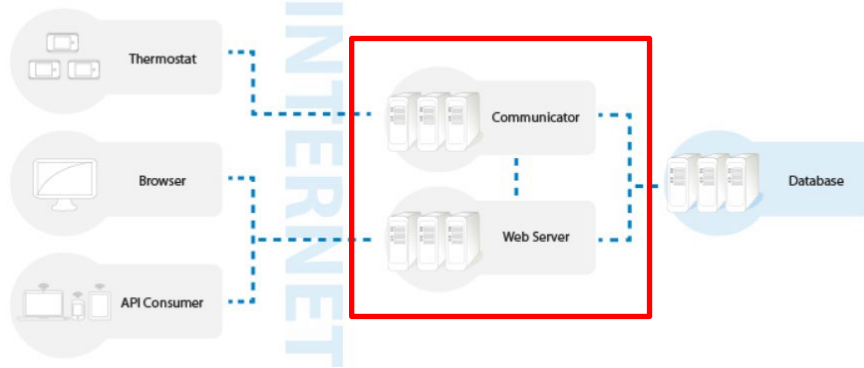 Thermostat
Browser
API Consumer
INTERNET
Communicator
Web Server
Database